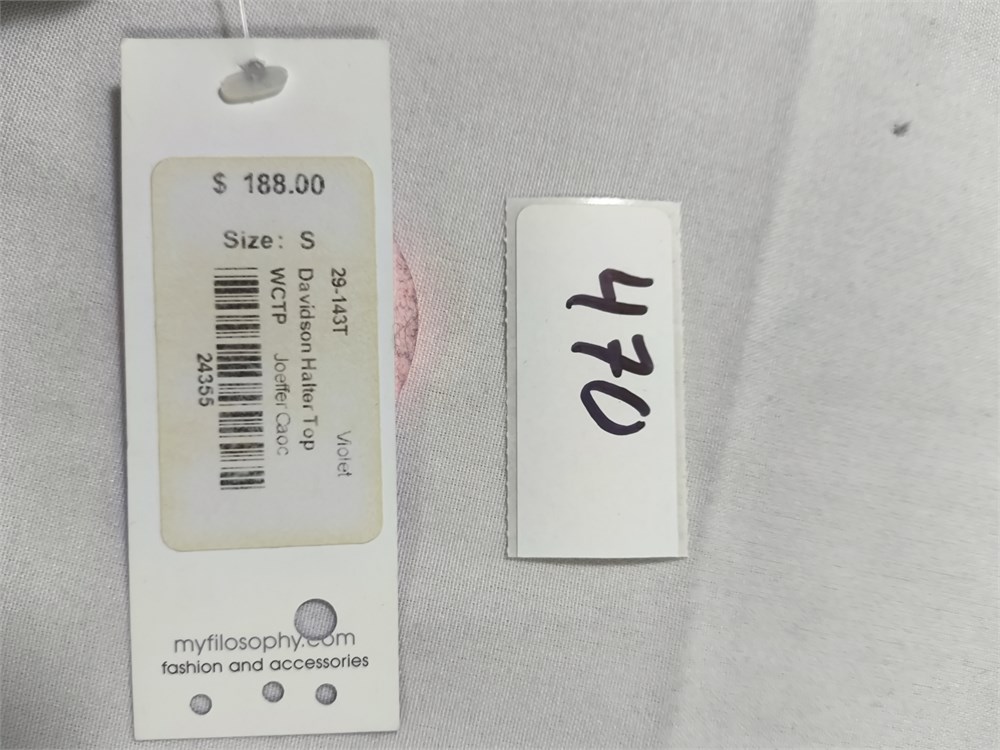 $ 188.00
Size: S
29-143T Violet
Davidson Halter Top
WCTP Joeffer Caoc
24355
myfilosophy.com
fashion and accessories
470